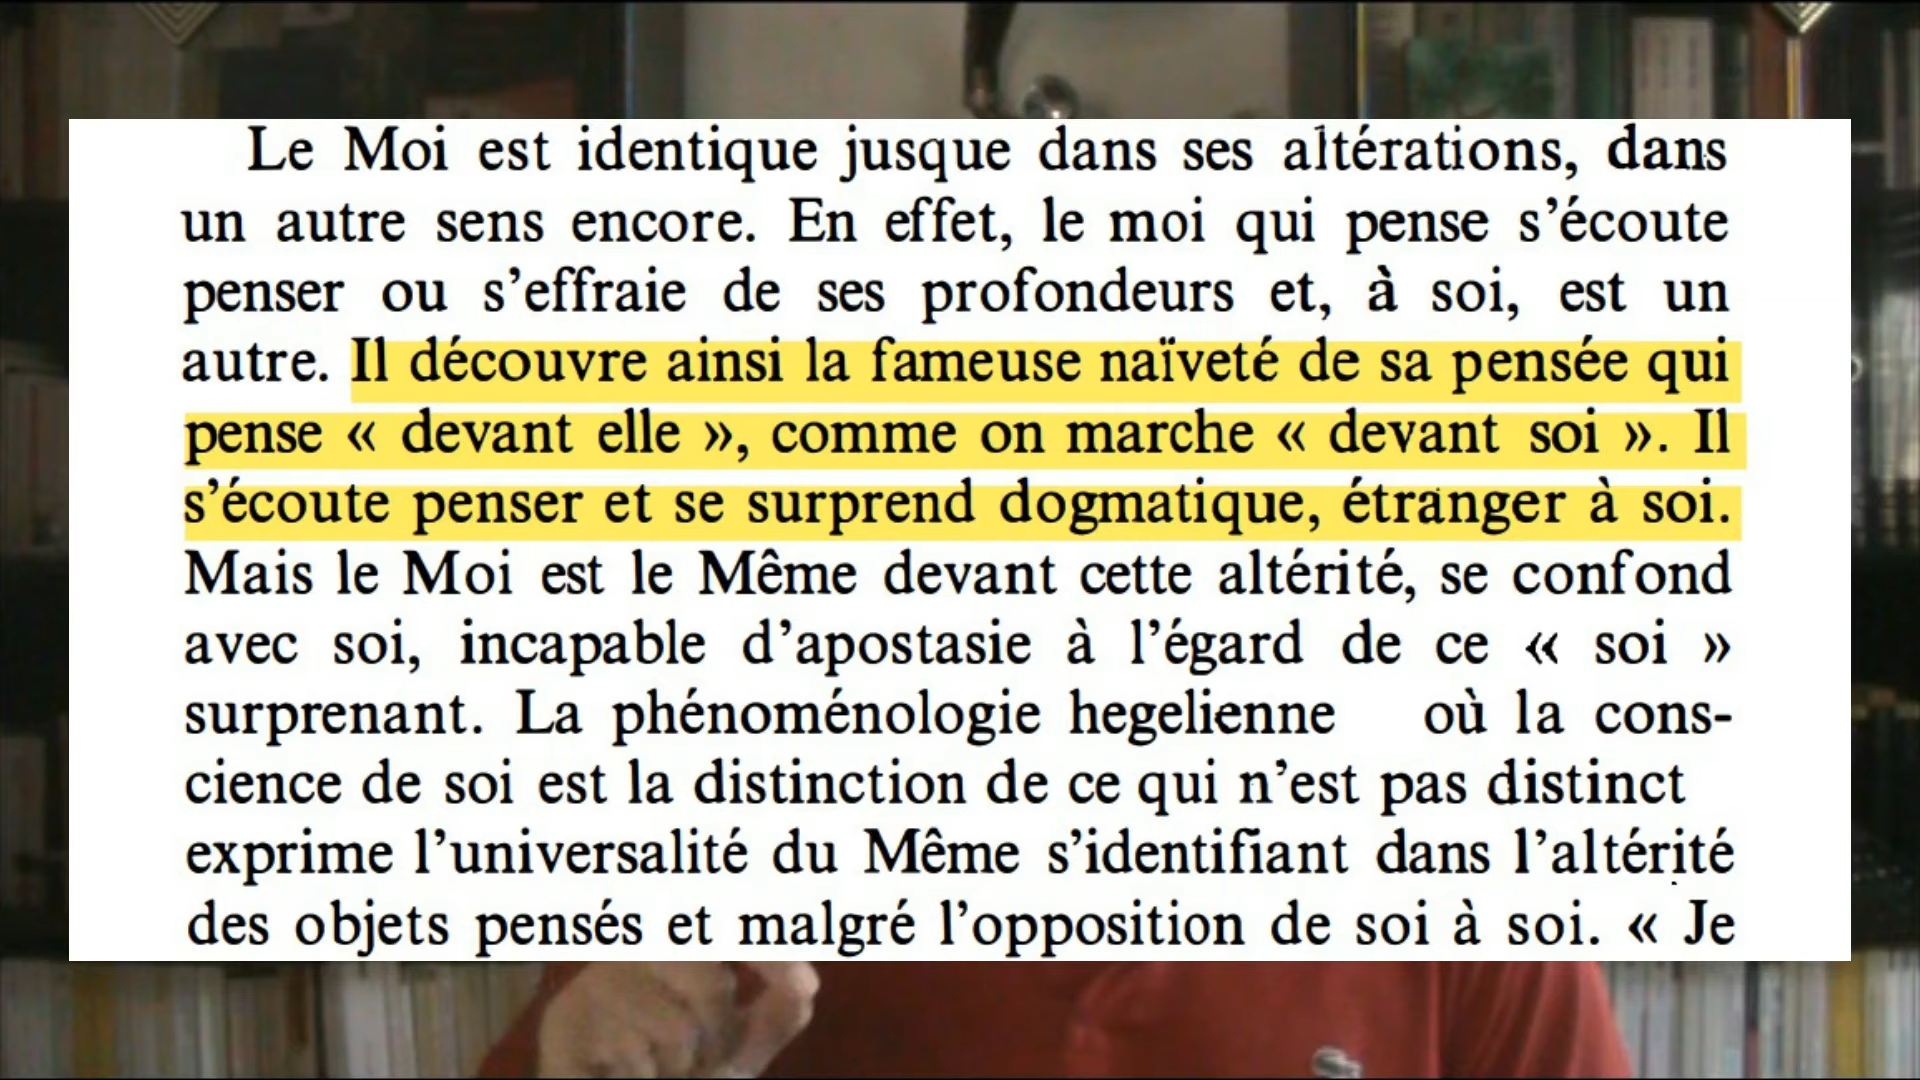 Le Moi est identique jusque dans ses altérations, dans
un autre sens encore. En effet, le moi qui pense s’écoute
penser ou s’effraie de ses profondeurs et, à soi, est un
autre. Il découvre ainsi la fameuse naïveté de sa pensée qui
pense « devant elle », comme on marche « devant soi ». Il
s’écoute penser et se surprend dogmatique, étranger à soi.
Mais le Moi est le Même devant cette altérité, se confond
avec soi, incapable d’apostasie à l’égard de ce « soi »
surprenant. La phénoménologie hegelienne où la cons-
cience de soi est la distinction de ce qui n’est pas distinct
exprime l’universalité du Même s’identifiant dans l’altérité
des objets pensés et malgré l’opposition de soi à soi. « Je